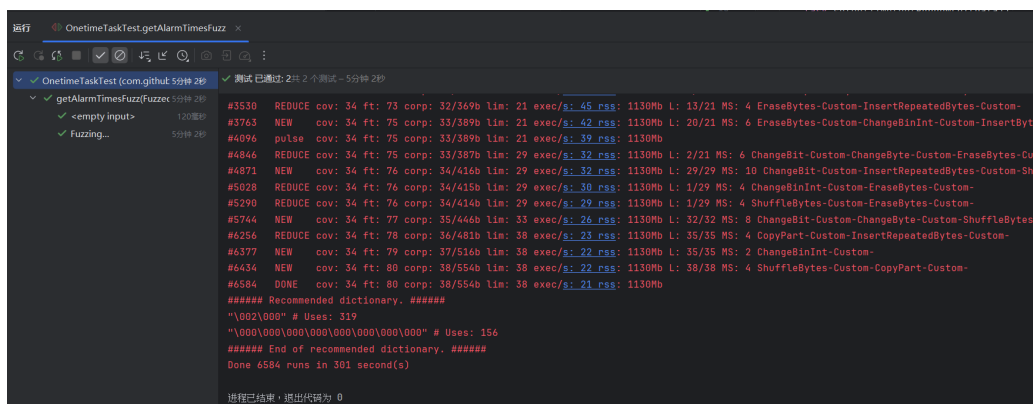 运行
OnetimeTaskTest.getAlarmTimesFuzz ×
OnetimeTaskTest (com.github 5分钟 2秒
测试 已通过: 2共 2 个测试 – 5分钟 2秒
getAlarmTimesFuzz(Fuzzec 5分钟 2秒
<empty input> 120毫秒
Fuzzing... 5分钟 2秒
#3530 REDUCE cov: 34 ft: 73 corp: 32/369b lim: 21 exec/s: 45 rss: 1130Mb L: 13/21 MS: 4 EraseBytes-Custom-InsertRepeatedBytes-Custom-
#3763 NEW cov: 34 ft: 75 corp: 33/389b lim: 21 exec/s: 42 rss: 1130Mb L: 20/21 MS: 6 EraseBytes-Custom-ChangeBinInt-Custom-InsertByt
#4096 pulse cov: 34 ft: 75 corp: 33/389b lim: 21 exec/s: 39 rss: 1130Mb
#4846 REDUCE cov: 34 ft: 75 corp: 33/387b lim: 29 exec/s: 32 rss: 1130Mb L: 2/21 MS: 6 ChangeBit-Custom-ChangeByte-Custom-EraseBytes-Cu
#4871 NEW cov: 34 ft: 76 corp: 34/416b lim: 29 exec/s: 32 rss: 1130Mb L: 29/29 MS: 10 ChangeBit-Custom-InsertRepeatedBytes-Custom-Sh
#5028 REDUCE cov: 34 ft: 76 corp: 34/415b lim: 29 exec/s: 30 rss: 1130Mb L: 1/29 MS: 4 ChangeBinInt-Custom-EraseBytes-Custom-
#5290 REDUCE cov: 34 ft: 76 corp: 34/414b lim: 29 exec/s: 29 rss: 1130Mb L: 1/29 MS: 4 ShuffleBytes-Custom-EraseBytes-Custom-
#5744 NEW cov: 34 ft: 77 corp: 35/446b lim: 33 exec/s: 26 rss: 1130Mb L: 32/32 MS: 8 ChangeBit-Custom-ChangeByte-Custom-ShuffleBytes
#6256 REDUCE cov: 34 ft: 78 corp: 36/481b lim: 38 exec/s: 23 rss: 1130Mb L: 35/35 MS: 4 CopyPart-Custom-InsertRepeatedBytes-Custom-
#6377 NEW cov: 34 ft: 79 corp: 37/516b lim: 38 exec/s: 22 rss: 1130Mb L: 35/35 MS: 2 ChangeBinInt-Custom-
#6434 NEW cov: 34 ft: 80 corp: 38/554b lim: 38 exec/s: 22 rss: 1130Mb L: 38/38 MS: 4 ShuffleBytes-Custom-CopyPart-Custom-
#6584 DONE cov: 34 ft: 80 corp: 38/554b lim: 38 exec/s: 21 rss: 1130Mb
###### Recommended dictionary. ######
"\002\000" # Uses: 319
"\000\000\000\000\000\000\000\000" # Uses: 156
###### End of recommended dictionary. ######
Done 6584 runs in 301 second(s)
进程已结束，退出代码为 0